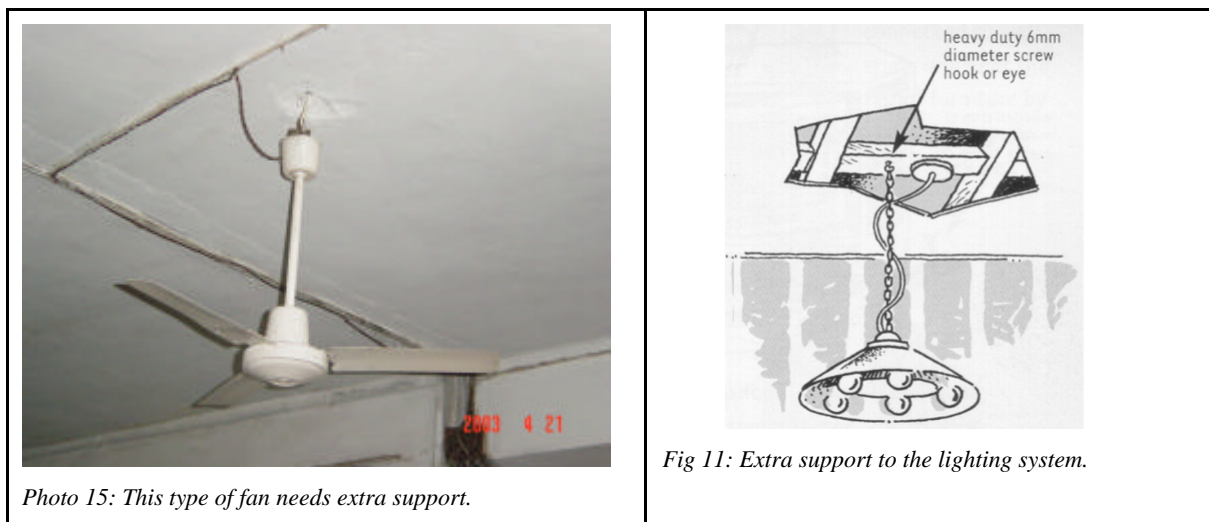 2003 4 21
Photo 15: This type of fan needs extra support.
heavy duty 6mm
diameter screw
hook or eye
Fig 11: Extra support to the lighting system.